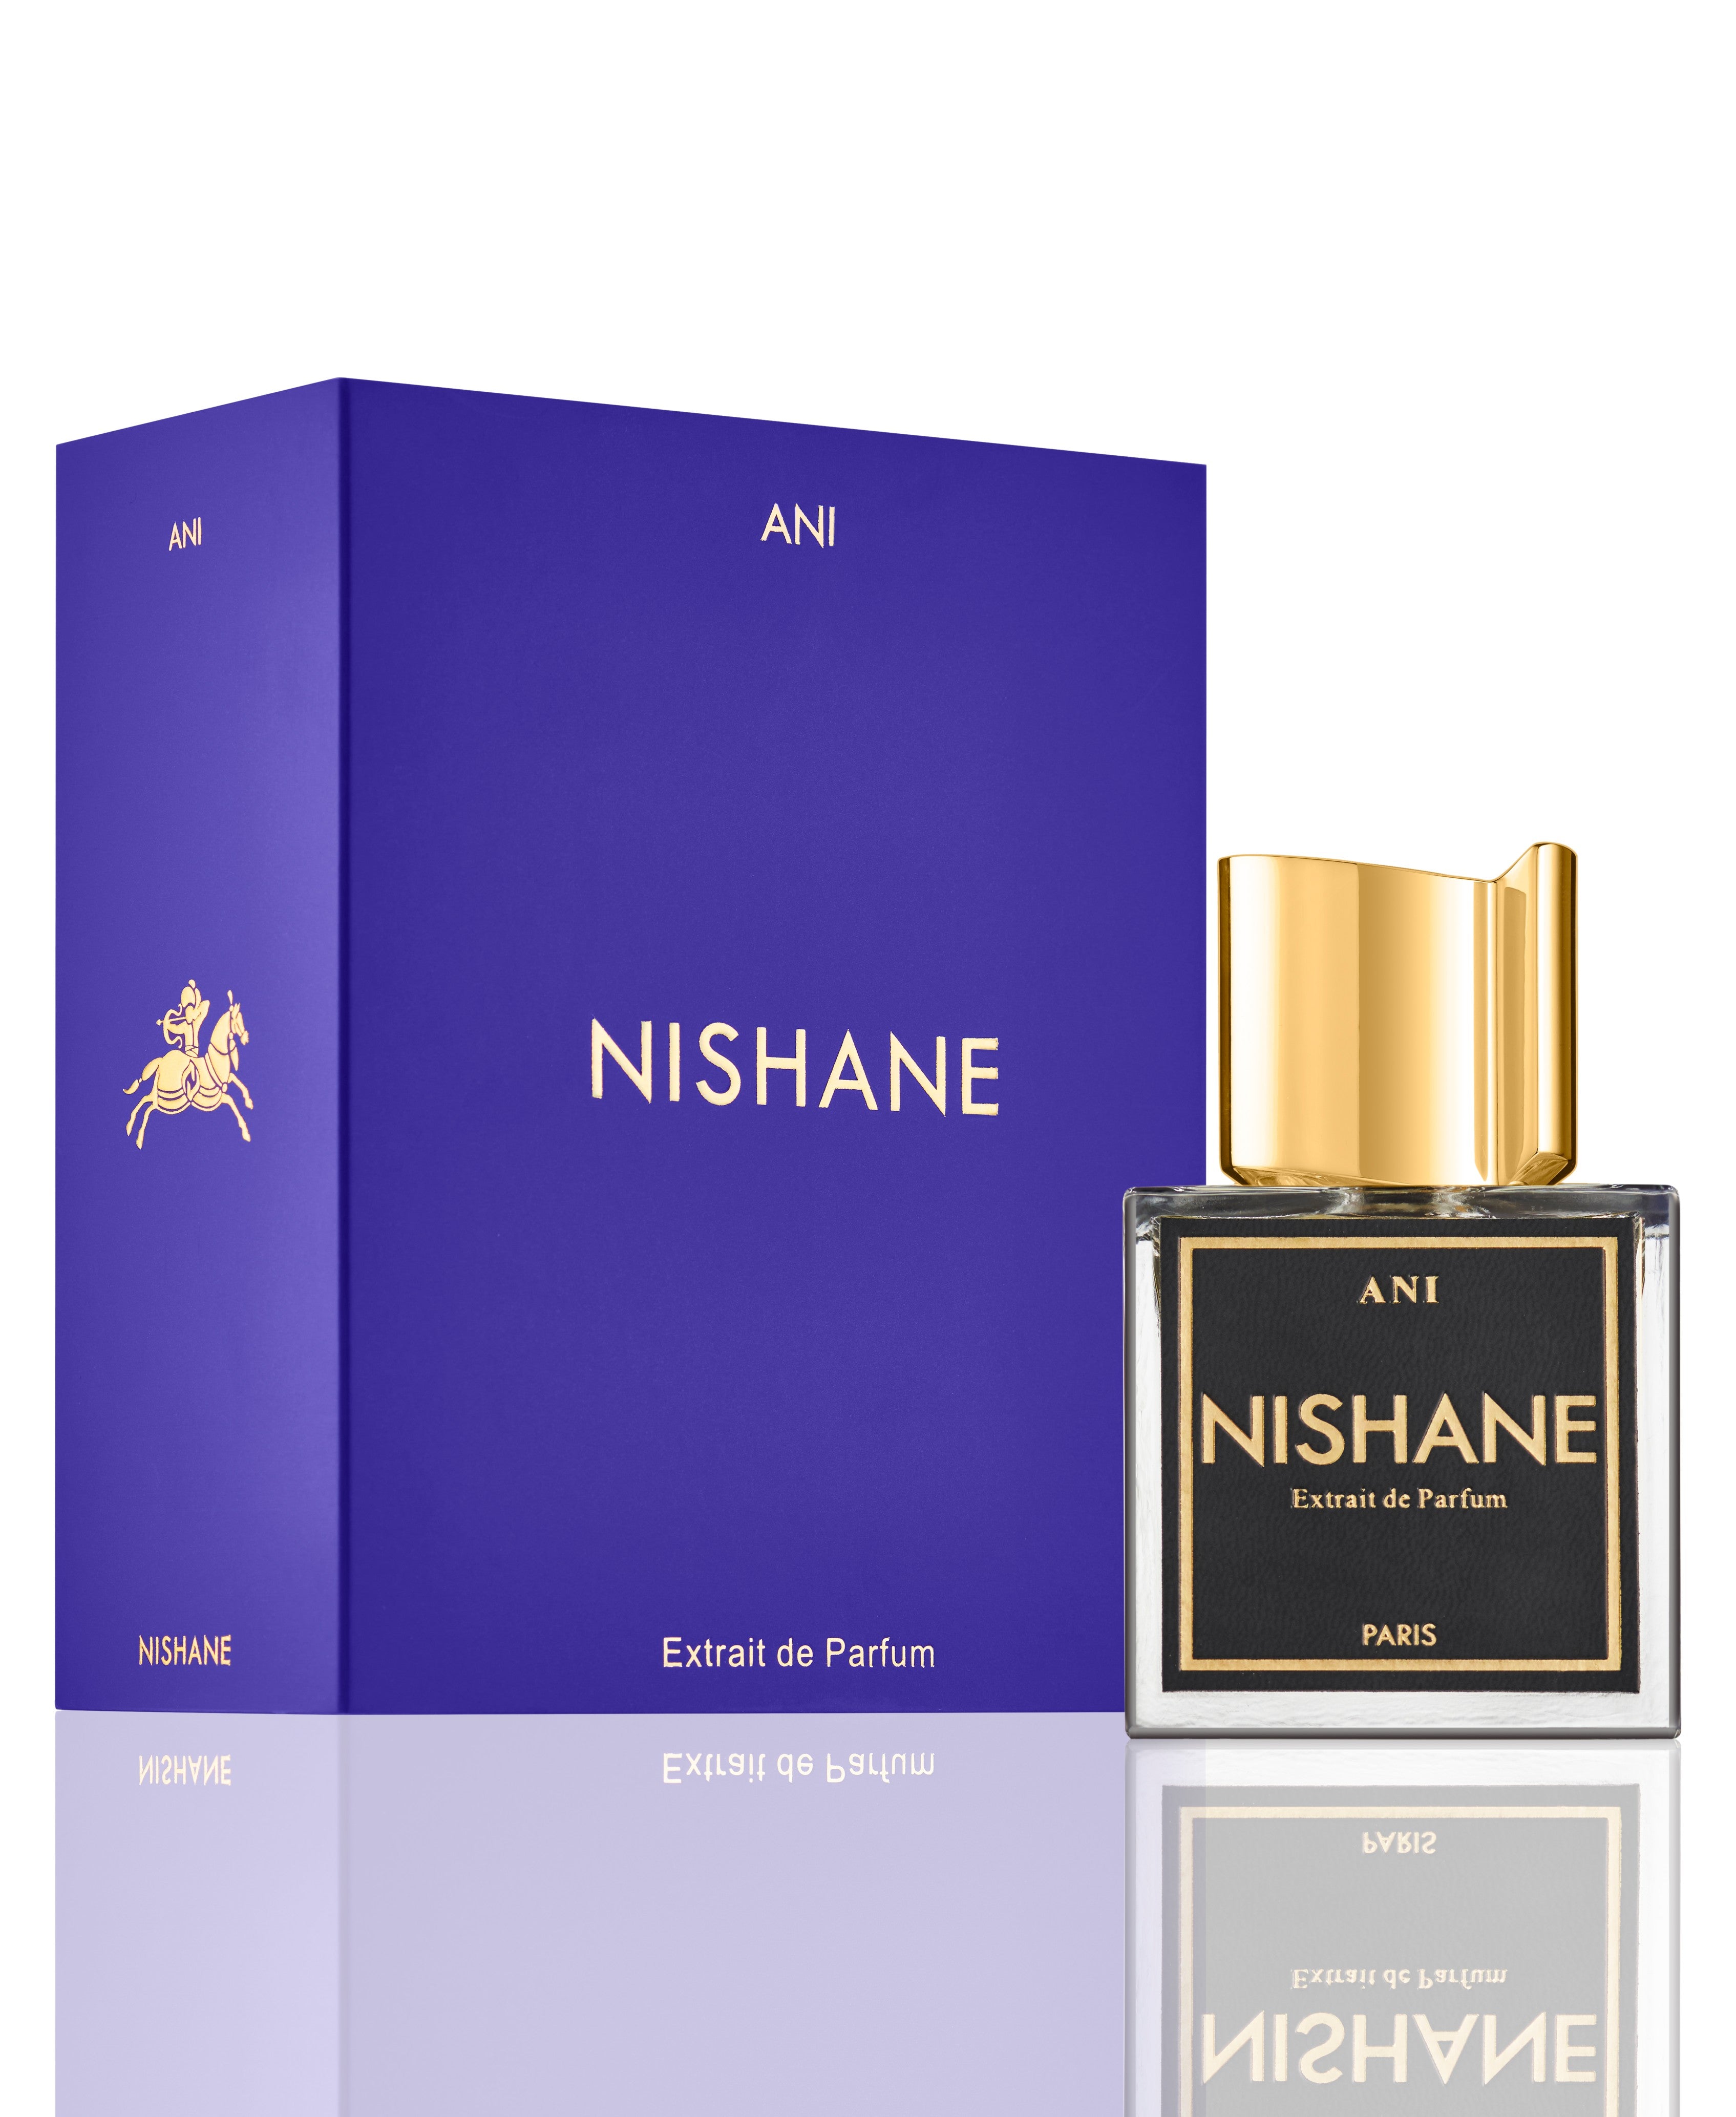 ANI
NISHANE
ANI
NISHANE
Extrait de Parfum
ANI
NISHANE
Extrait de Parfum
PARIS